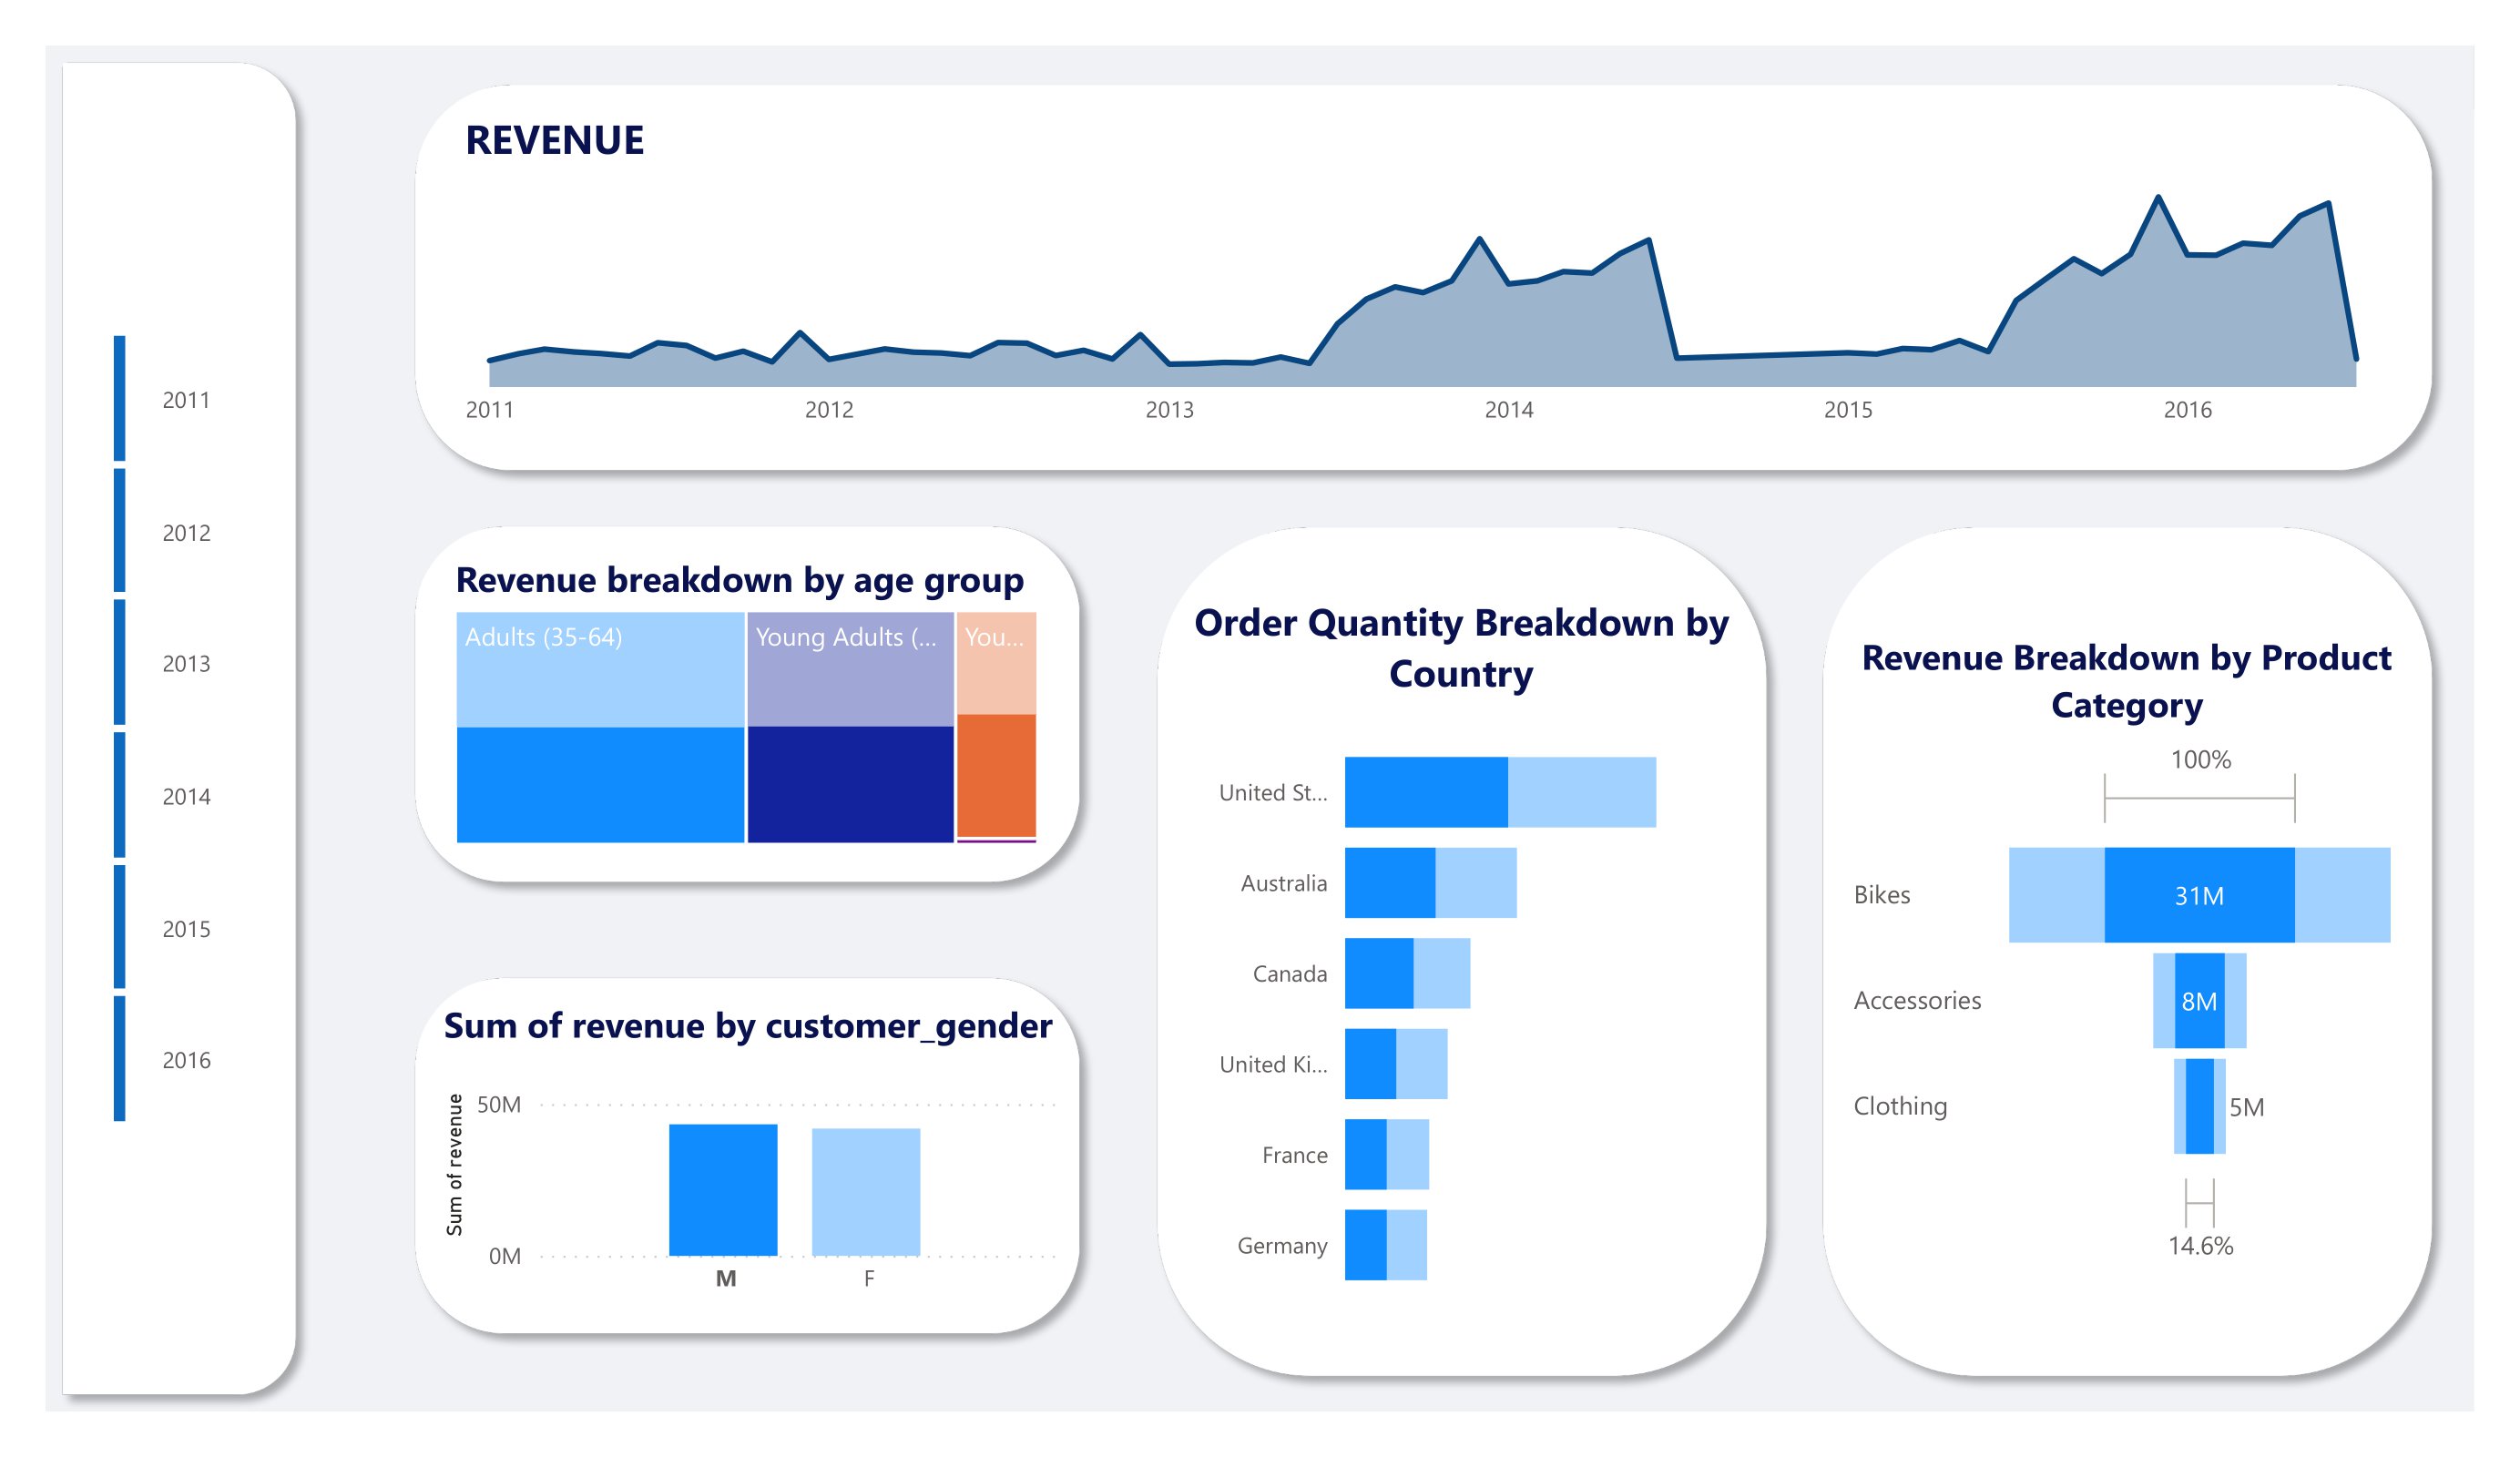 2011
2012
2013
2014
2015
2016
REVENUE
2011 2012 2013 2014 2015 2016
Revenue breakdown by age group
Adults (35-64) Young Adults (... You...
Sum of revenue by customer_gender
Sum of revenue
50M
0M
M F
Order Quantity Breakdown by
Country
United St...
Australia
Canada
United Ki...
France
Germany
Revenue Breakdown by Product
Category
100%
Bikes 31M
Accessories 8M
Clothing 5M
14.6%